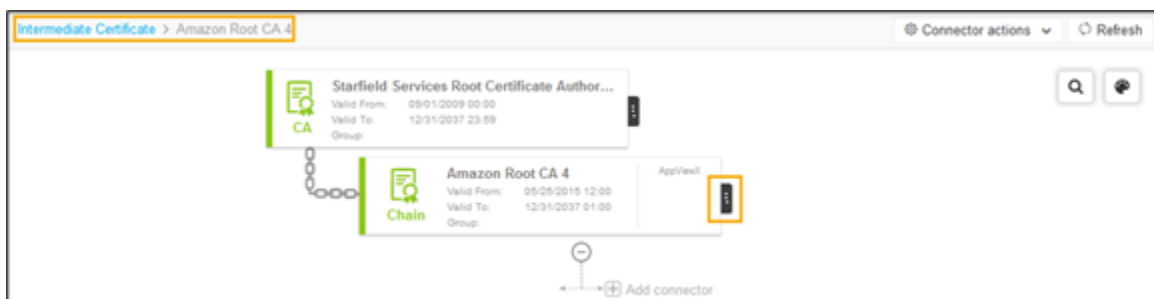 Intermediate Certificate > Amazon Root CA 4
Connector actions
Refresh
Starfield Services Root Certificate Author...
Valid From: 09/01/2009 00:00
Valid To: 12/31/2037 23:59
Group:
CA
Amazon Root CA 4
AppViewX
Valid From: 05/25/2015 12:00
Valid To: 12/31/2037 01:00
Group:
Chain
Add connector